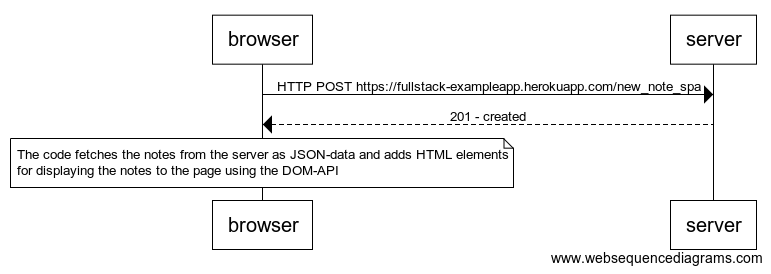 browser
server
HTTP POST https://fullstack-exampleapp.herokuapp.com/new_note_spa
201 - created
The code fetches the notes from the server as JSON-data and adds HTML elements
for displaying the notes to the page using the DOM-API
browser
server
www.websequencediagrams.com